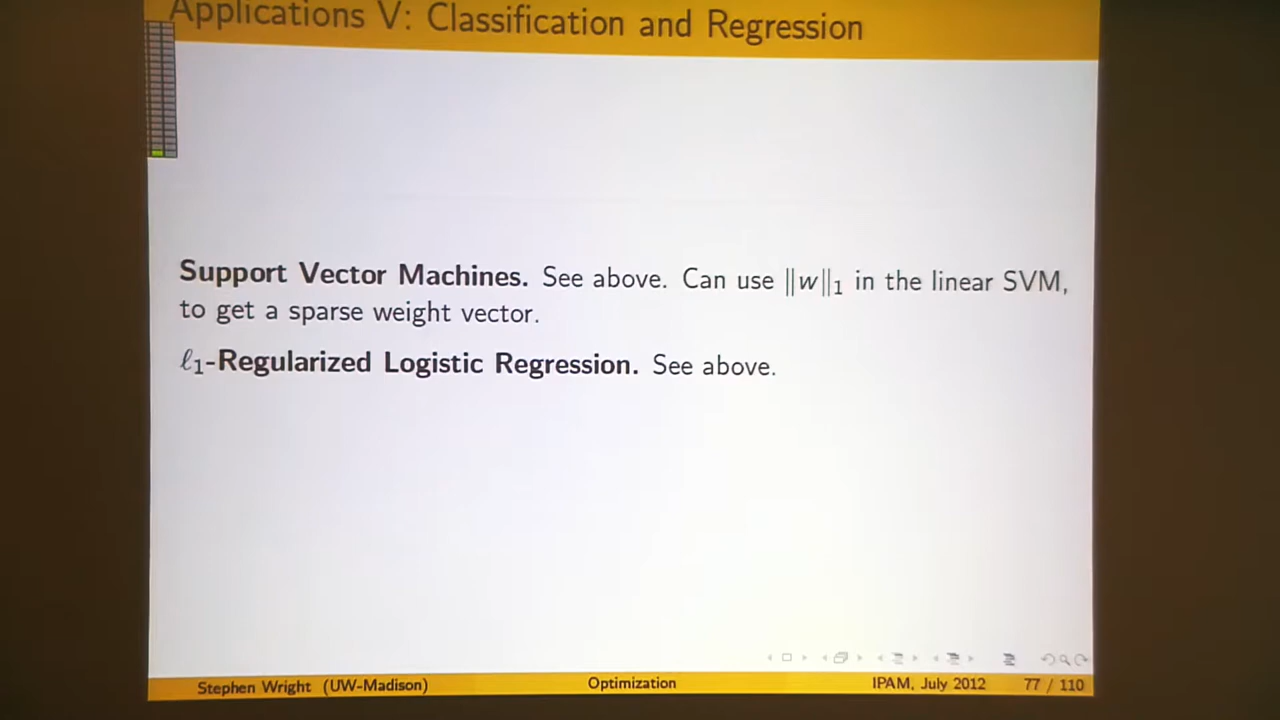 Applications V: Classification and Regression
Support Vector Machines. See above. Can use ‖w‖₁ in the linear SVM,
to get a sparse weight vector.
ℓ₁-Regularized Logistic Regression. See above.
Stephen Wright (UW-Madison) Optimization IPAM, July 2012 77 / 110